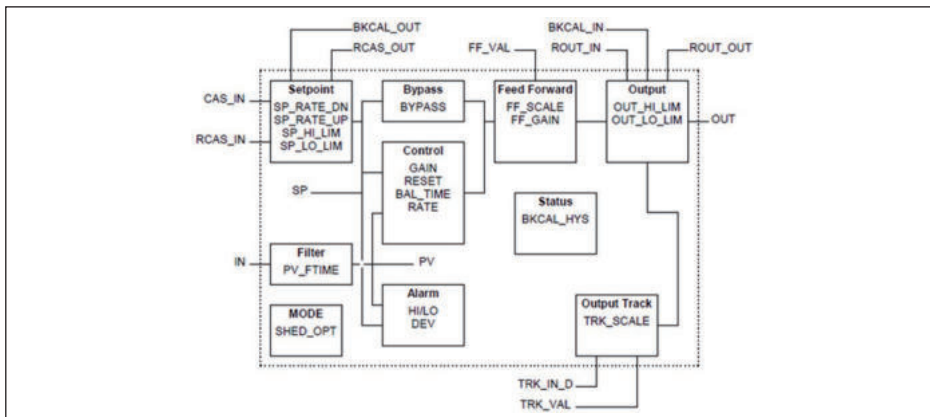 BKCAL_OUT
RCAS_OUT
FF_VAL
BKCAL_IN
ROUT_IN
ROUT_OUT
CAS_IN
RCAS_IN
Setpoint
SP_RATE_DN
SP_RATE_UP
SP_HI_LIM
SP_LO_LIM
Bypass
BYPASS
Feed Forward
FF_SCALE
FF_GAIN
Output
OUT_HI_LIM
OUT_LO_LIM
OUT
Control
GAIN
RESET
BAL_TIME
RATE
SP
Status
BKCAL_HYS
IN
Filter
PV_FTIME
PV
MODE
SHED_OPT
Alarm
HI/LO
DEV
Output Track
TRK_SCALE
TRK_IN_D
TRK_VAL